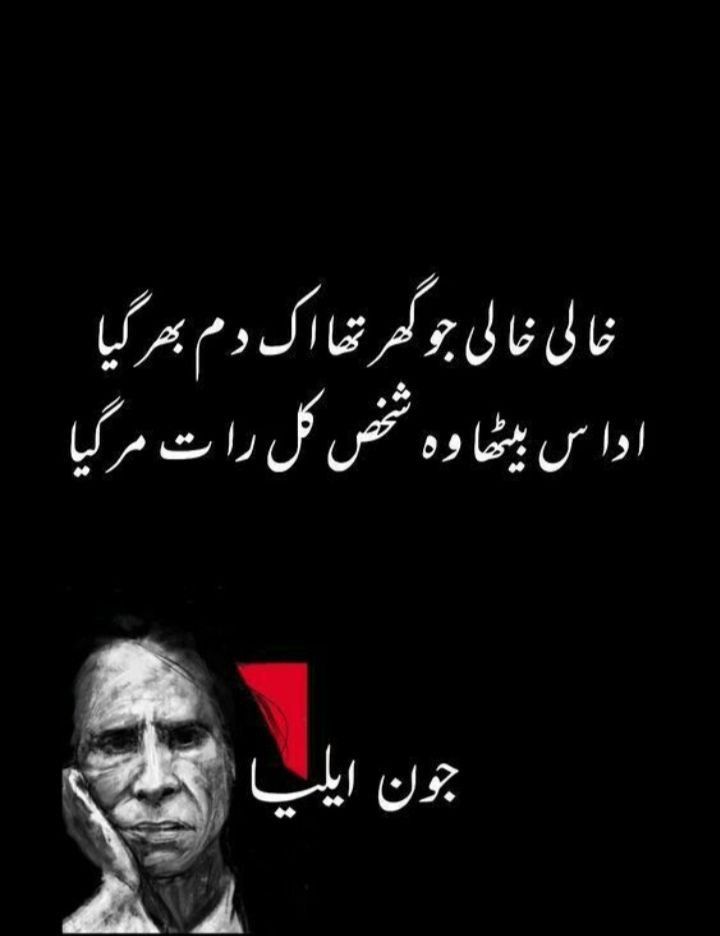 خالی خالی جو گھر تھا اک دم بھر گیا
اداس بیٹھا وہ شخص کل رات مر گیا
جون ایلیا